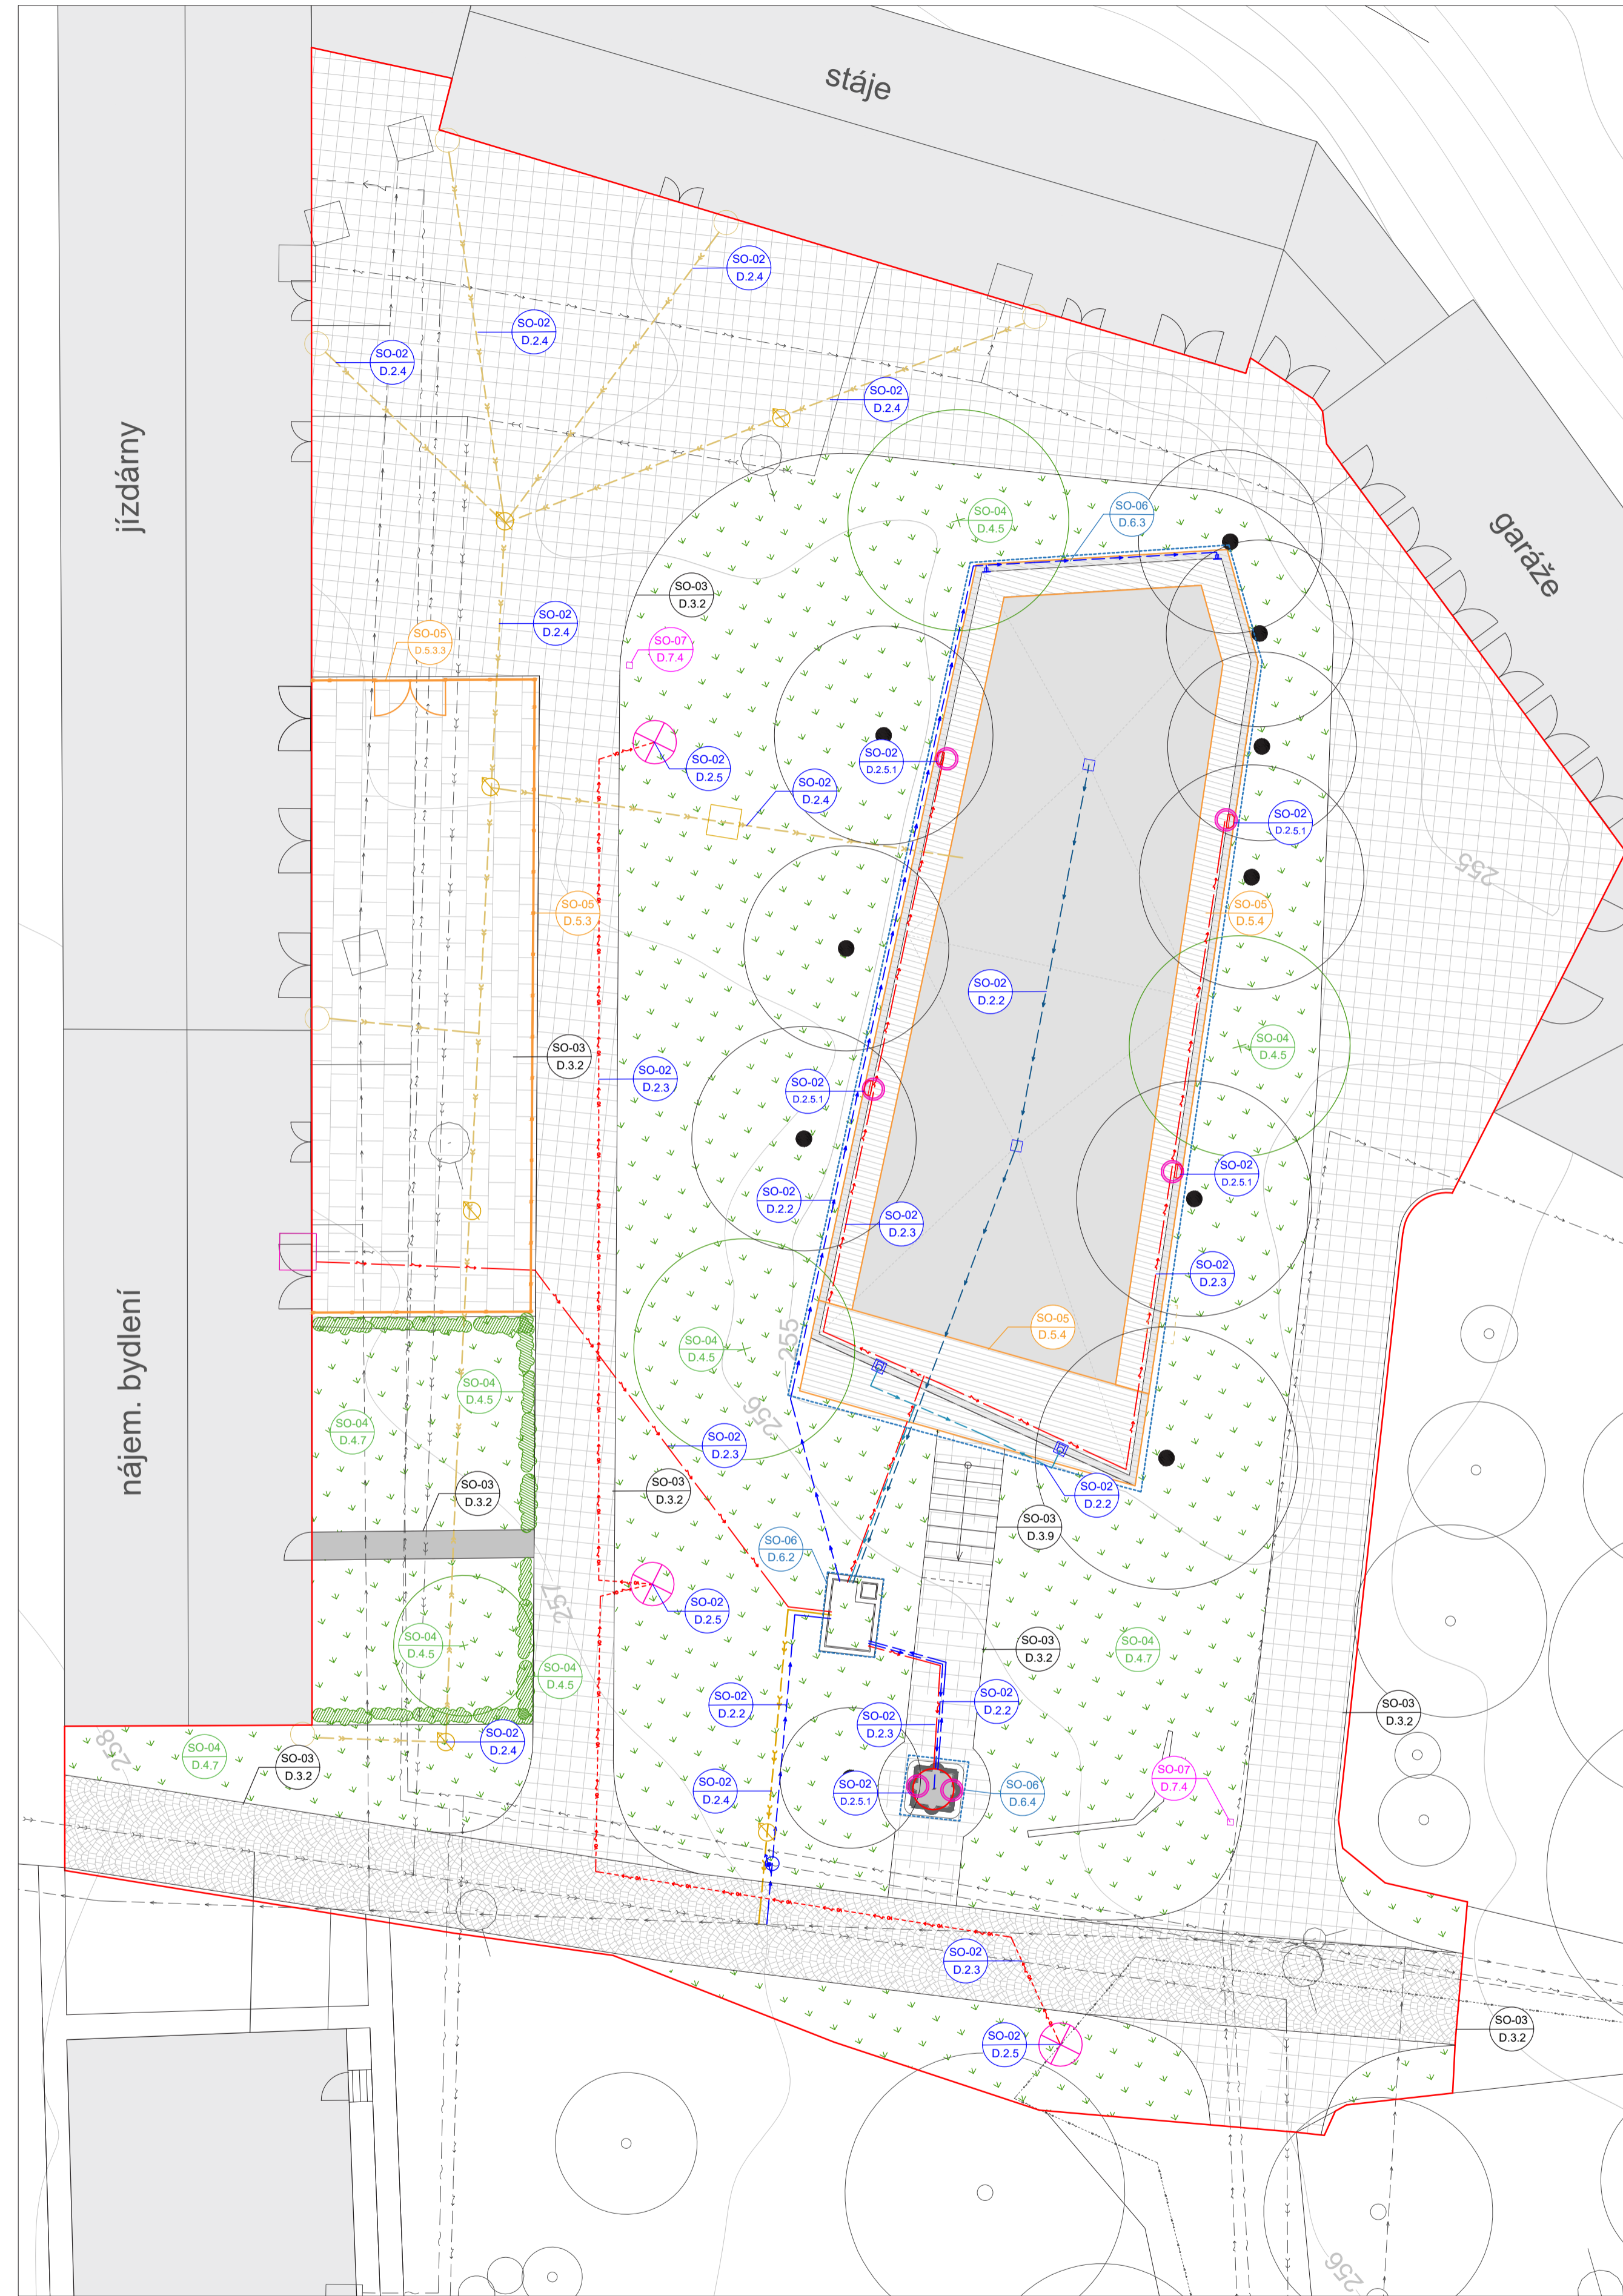 stáje
SO-02
D.2.4
SO-02
D.2.4
SO-02
D.2.4
SO-02
D.2.4
jízdárny
garáže
SO-04
D.4.5
SO-06
D.6.3
SO-03
D.3.2
SO-02
D.2.4
SO-05
D.5.3.3
SO-07
D.7.4
SO-02
D.2.5
SO-02
D.2.5.1
SO-02
D.2.4
SO-02
D.2.5.1
255
SO-05
D.5.3
SO-05
D.5.4
SO-02
D.2.2
SO-03
D.3.2
SO-02
D.2.3
SO-04
D.4.5
SO-02
D.2.5.1
SO-02
D.2.5.1
SO-02
D.2.2
SO-02
D.2.3
SO-02
D.2.3
nájem. bydlení
255
SO-05
D.5.4
SO-04
D.4.5
SO-04
D.4.5
256
SO-04
D.4.7
SO-02
D.2.3
SO-03
D.3.2
SO-03
D.3.2
SO-02
D.2.2
SO-03
D.3.9
SO-06
D.6.2
257
SO-02
D.2.5
SO-04
D.4.5
SO-03
D.3.2
SO-04
D.4.7
SO-04
D.4.5
SO-02
D.2.2
SO-02
D.2.2
SO-02
D.2.3
SO-03
D.3.2
258
SO-04
D.4.7
SO-03
D.3.2
SO-02
D.2.4
SO-02
D.2.4
SO-02
D.2.5.1
SO-06
D.6.4
SO-07
D.7.4
SO-02
D.2.3
SO-02
D.2.5
SO-03
D.3.2
256